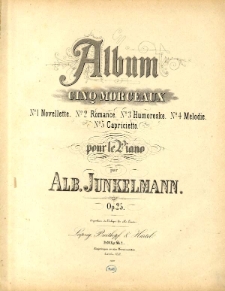 Album
CINQ MORCEAUX
No 1 Novellette. No 2 Romance. No 3 Humoreske. No 4 Melodie.
No 5 Capricietto.
pour le Piano
par
ALB. JUNKELMANN.
Op. 25.
Leipzig, Breitkopf & Härtel